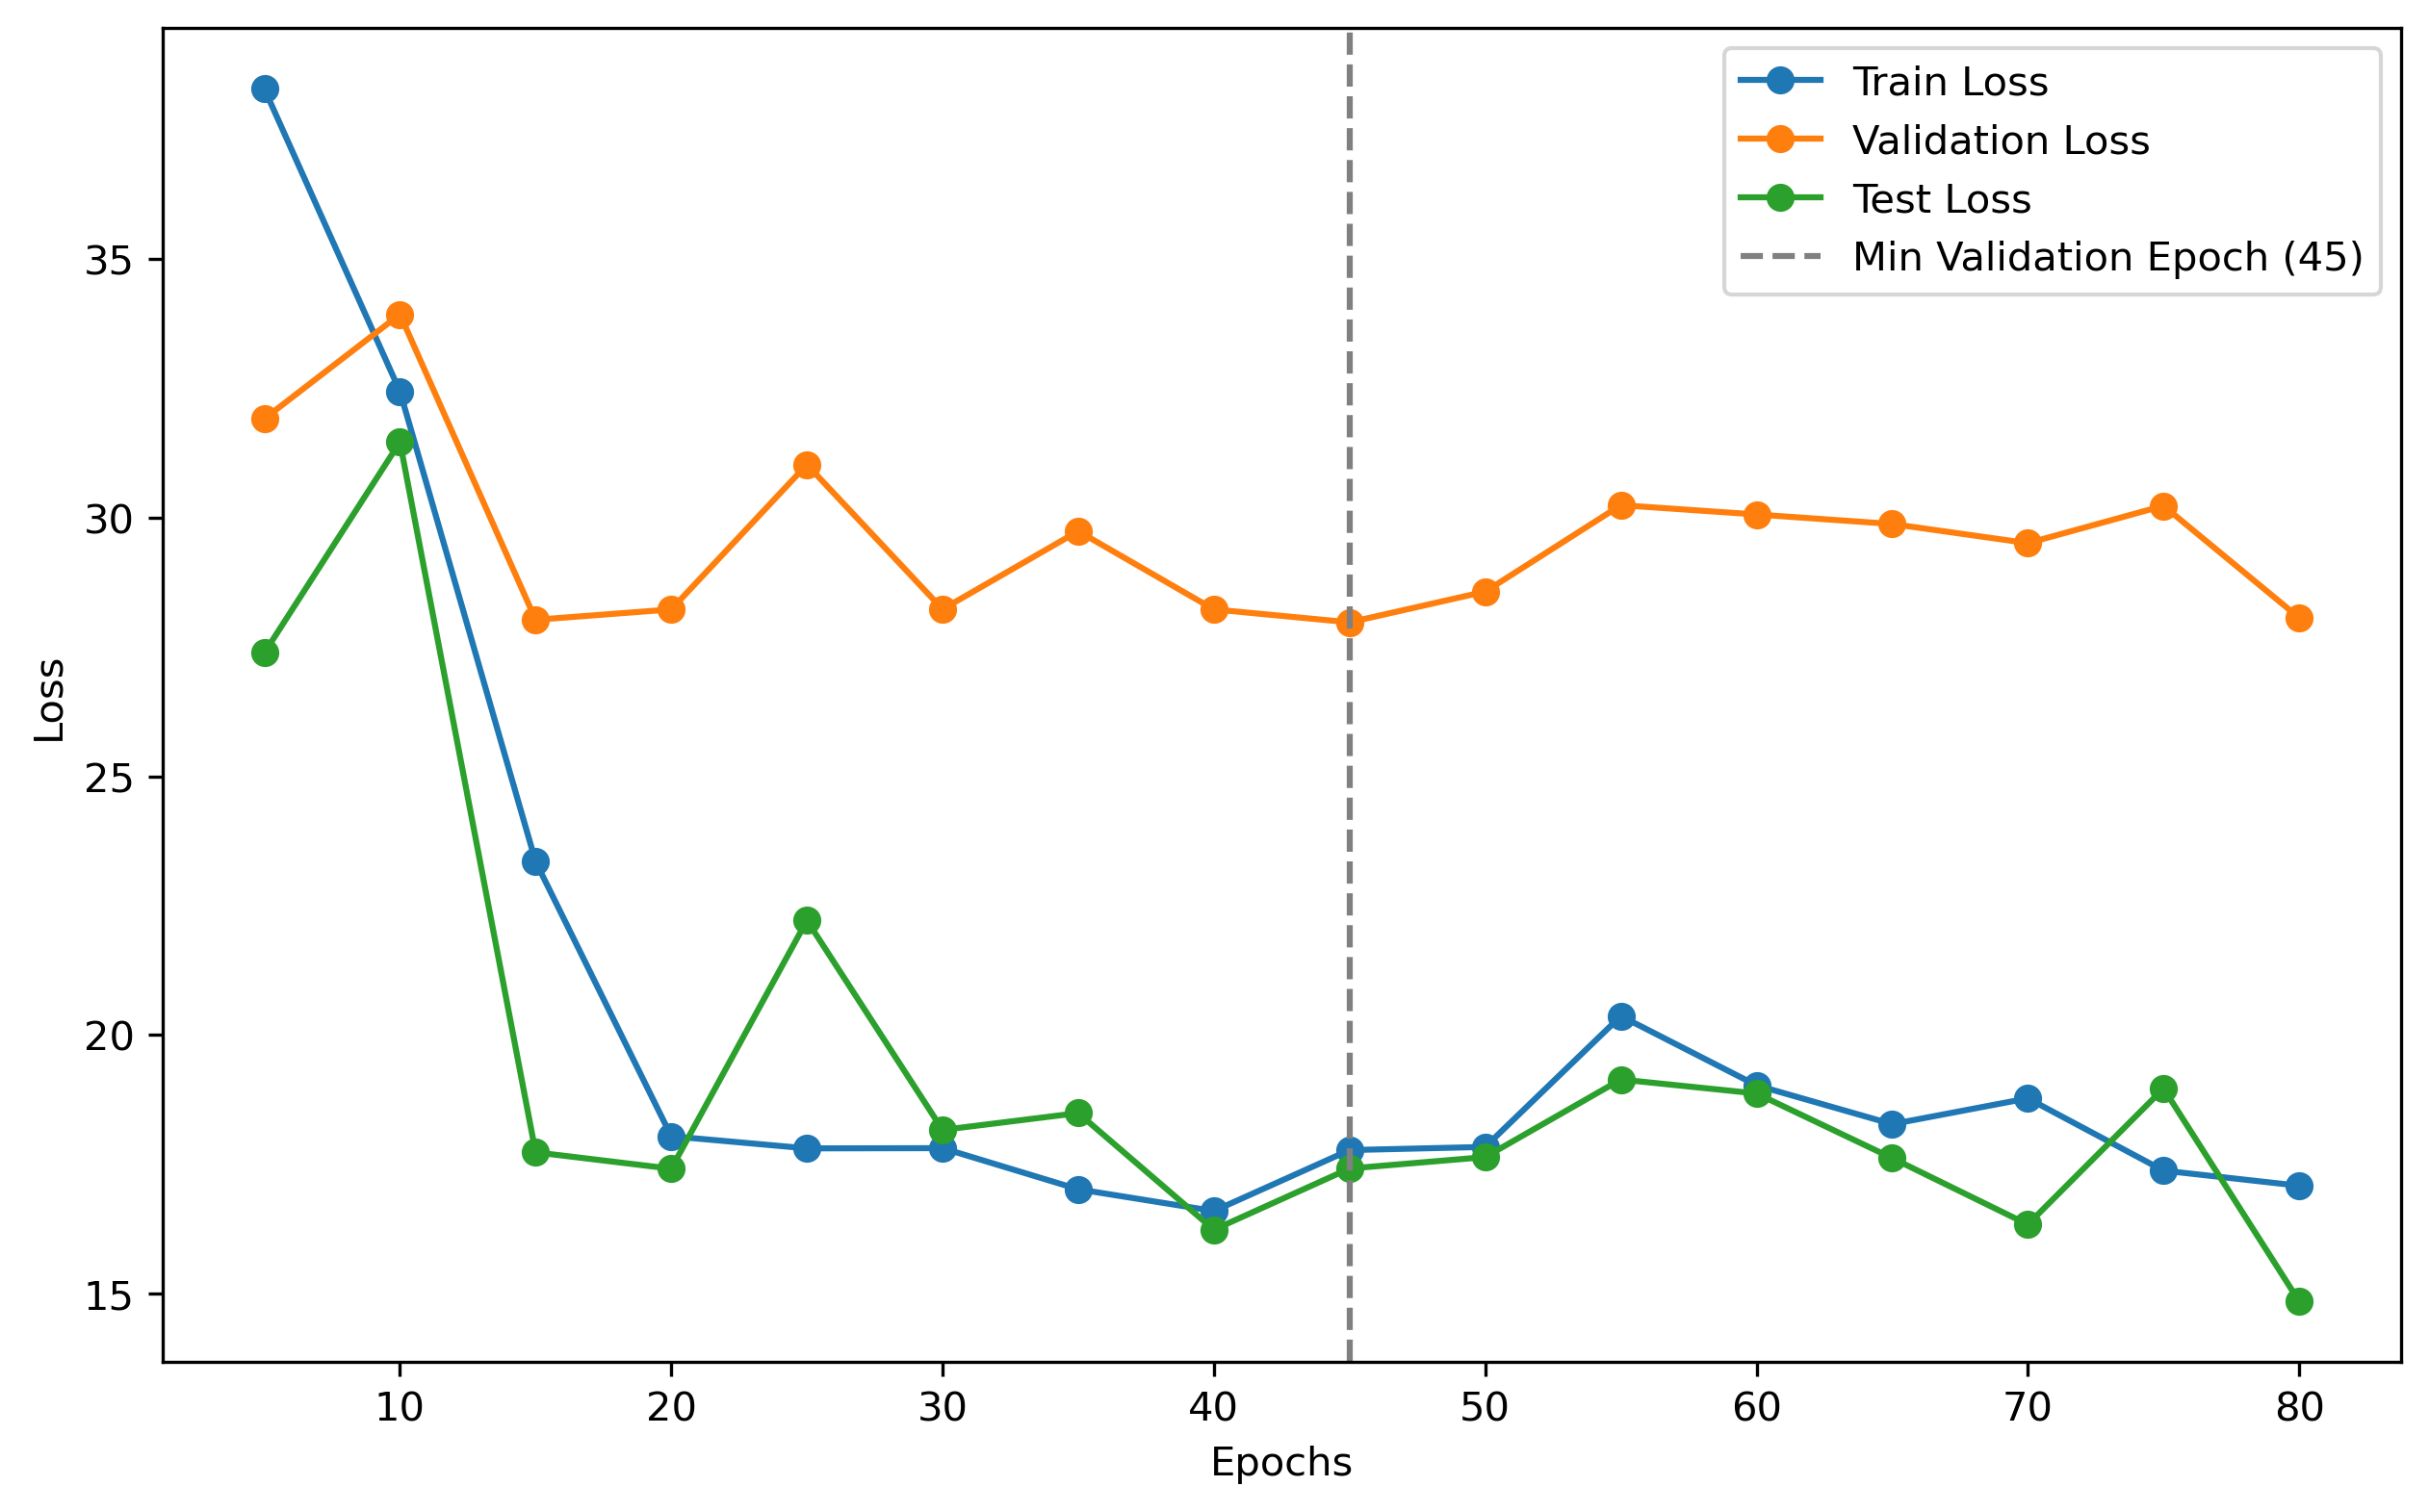 Train Loss
Validation Loss
Test Loss
Min Validation Epoch (45)
35
30
25
20
15
Loss
10 20 30 40 50 60 70 80
Epochs